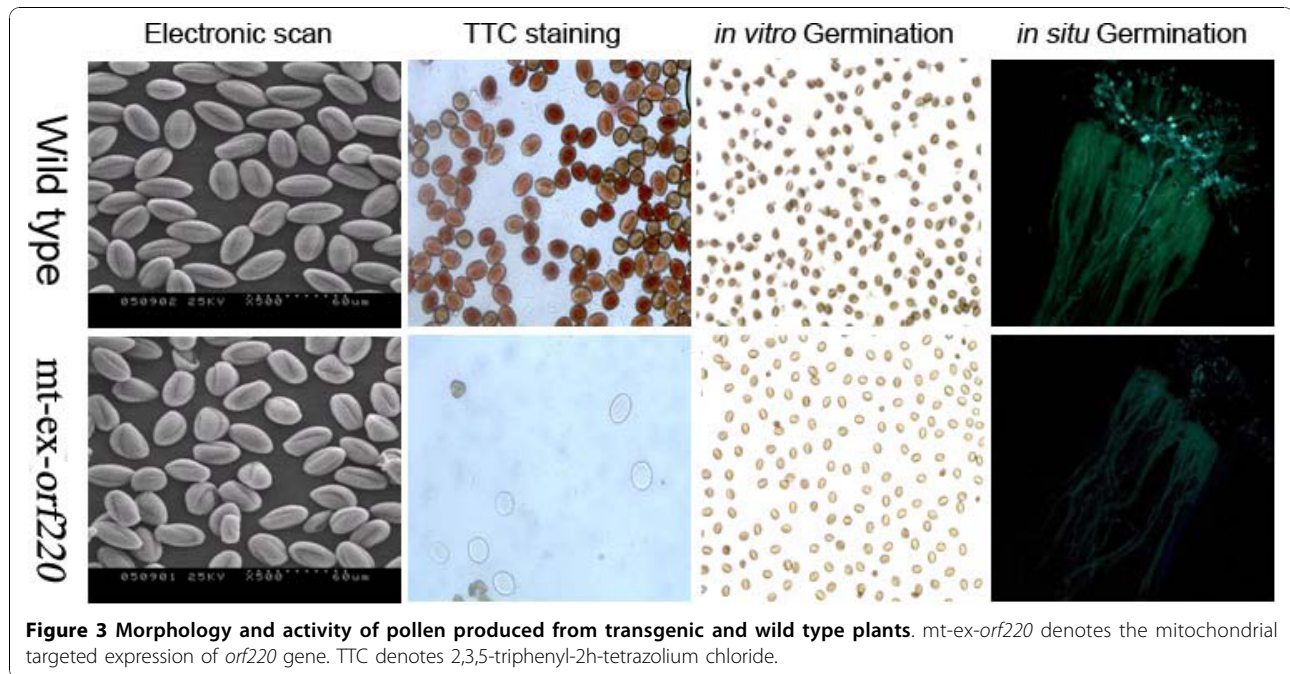 Electronic scan TTC staining in vitro Germination in situ Germination
Wild type
050902 25KV X500 60um
mt-ex-orf220
050901 25KV X500 60um
Figure 3 Morphology and activity of pollen produced from transgenic and wild type plants. mt-ex-orf220 denotes the mitochondrial
targeted expression of orf220 gene. TTC denotes 2,3,5-triphenyl-2h-tetrazolium chloride.